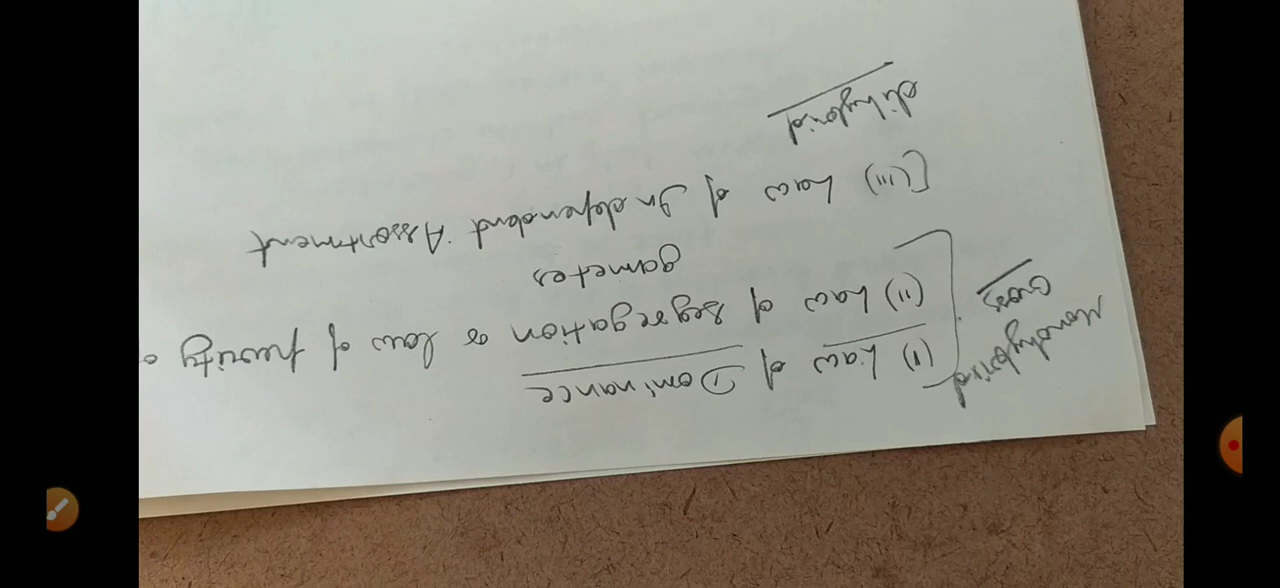 (i) Law of Dominance
Monohybrid
Cross
(ii) Law of segregation or law of purity o
gametes
[(iii) Law of Independent Assortment
dihybrid